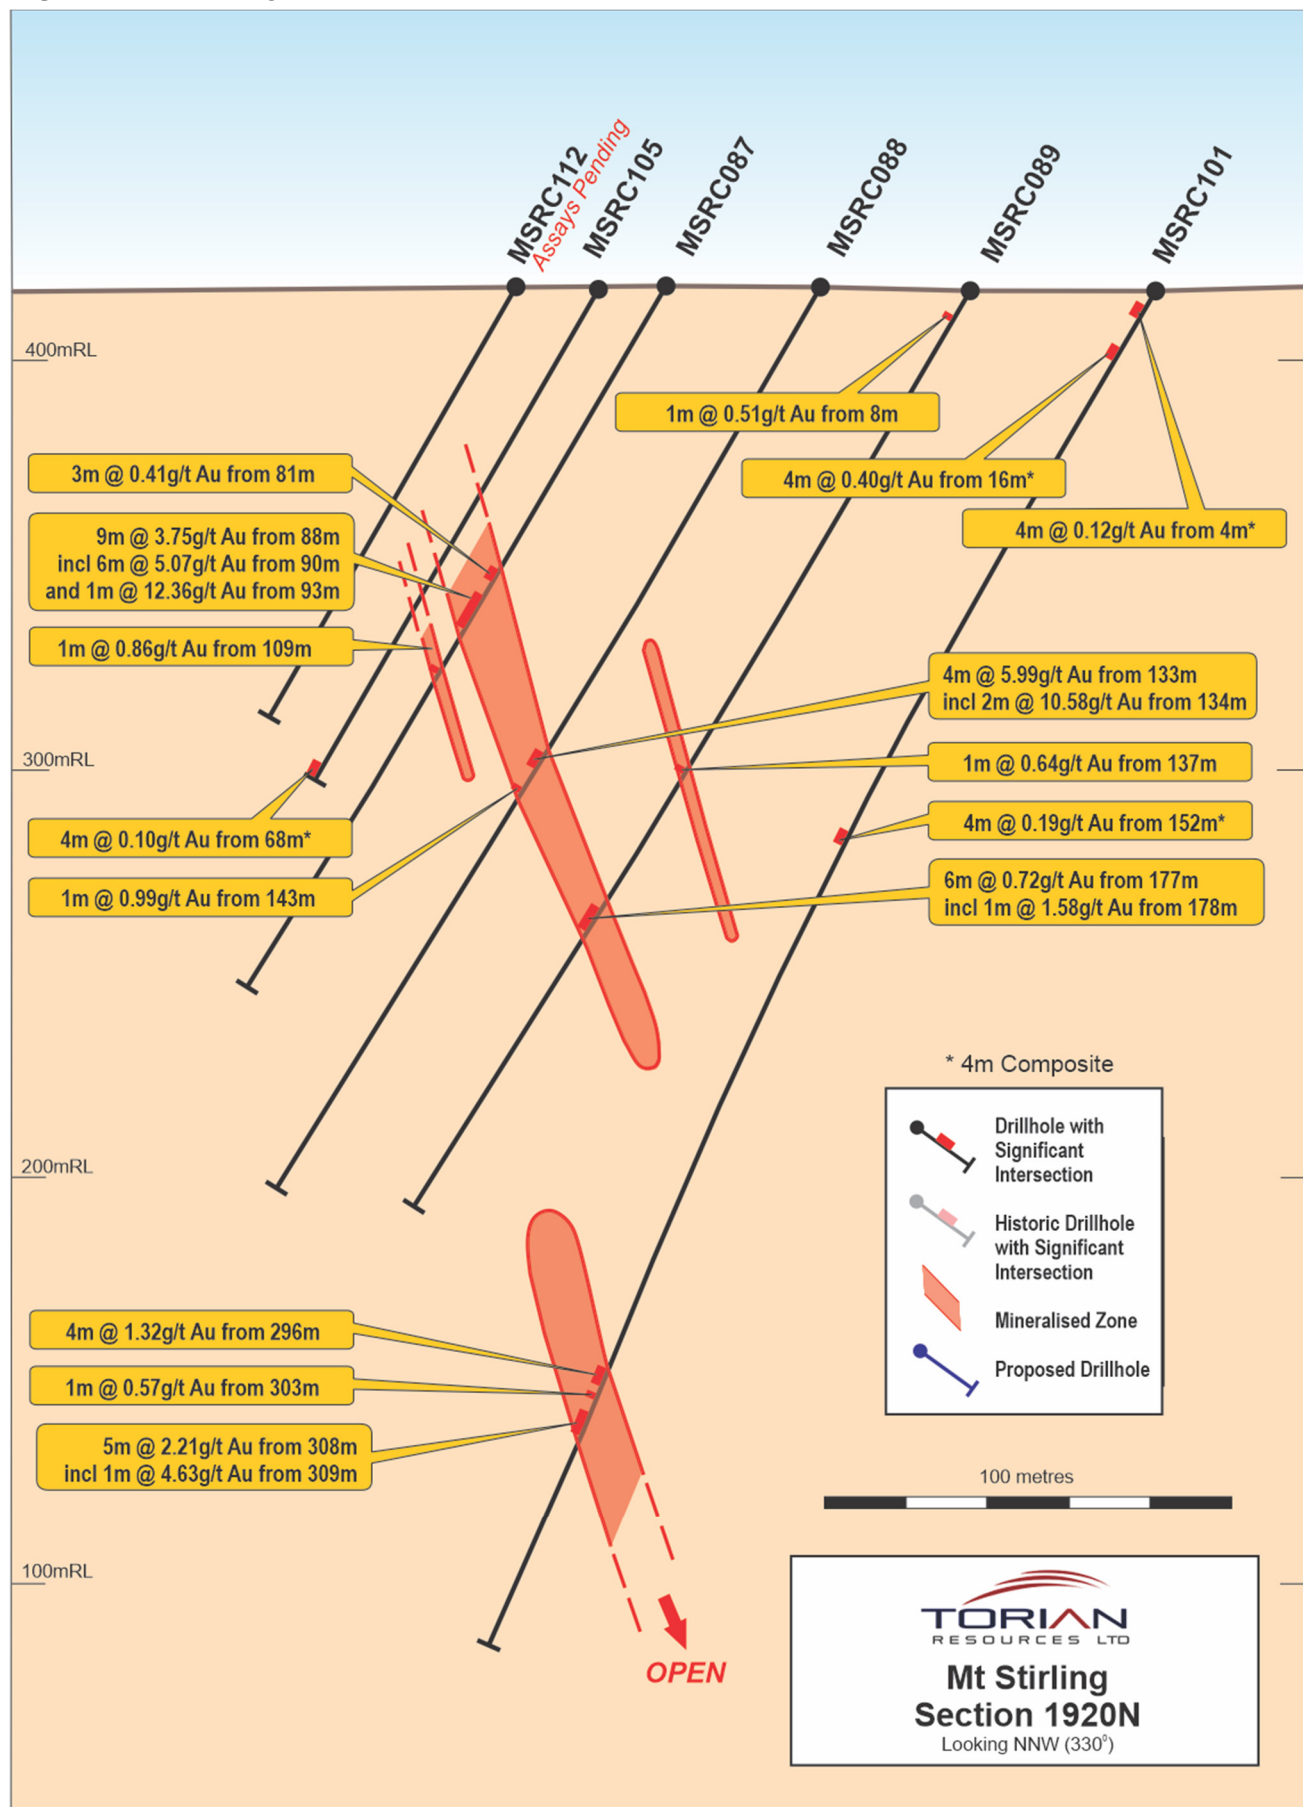 MSRC112
Assays Pending
MSRC105
MSRC087
MSRC088
MSRC089
MSRC101
400mRL
1m @ 0.51g/t Au from 8m
4m @ 0.40g/t Au from 16m*
4m @ 0.12g/t Au from 4m*
3m @ 0.41g/t Au from 81m
9m @ 3.75g/t Au from 88m
incl 6m @ 5.07g/t Au from 90m
and 1m @ 12.36g/t Au from 93m
1m @ 0.86g/t Au from 109m
4m @ 5.99g/t Au from 133m
incl 2m @ 10.58g/t Au from 134m
300mRL
1m @ 0.64g/t Au from 137m
4m @ 0.10g/t Au from 68m*
4m @ 0.19g/t Au from 152m*
1m @ 0.99g/t Au from 143m
6m @ 0.72g/t Au from 177m
incl 1m @ 1.58g/t Au from 178m
* 4m Composite
Drillhole with
Significant
Intersection
200mRL
Historic Drillhole
with Significant
Intersection
Mineralised Zone
Proposed Drillhole
4m @ 1.32g/t Au from 296m
1m @ 0.57g/t Au from 303m
5m @ 2.21g/t Au from 308m
incl 1m @ 4.63g/t Au from 309m
100 metres
100mRL
OPEN
TORIAN
RESOURCES LTD
Mt Stirling
Section 1920N
Looking NNW (330⁰)